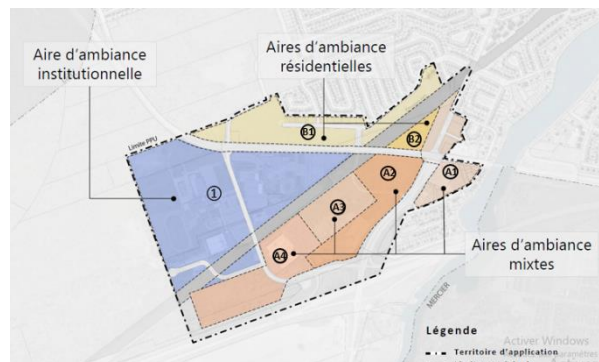 Aire d'ambiance
institutionnelle
Aires d'ambiance
résidentielles
Limite PPU
B1
B2
1
A1
A2
A3
A4
Aires d'ambiance
mixtes
MERCIER
Légende
Activer Windows
Territoire d'application